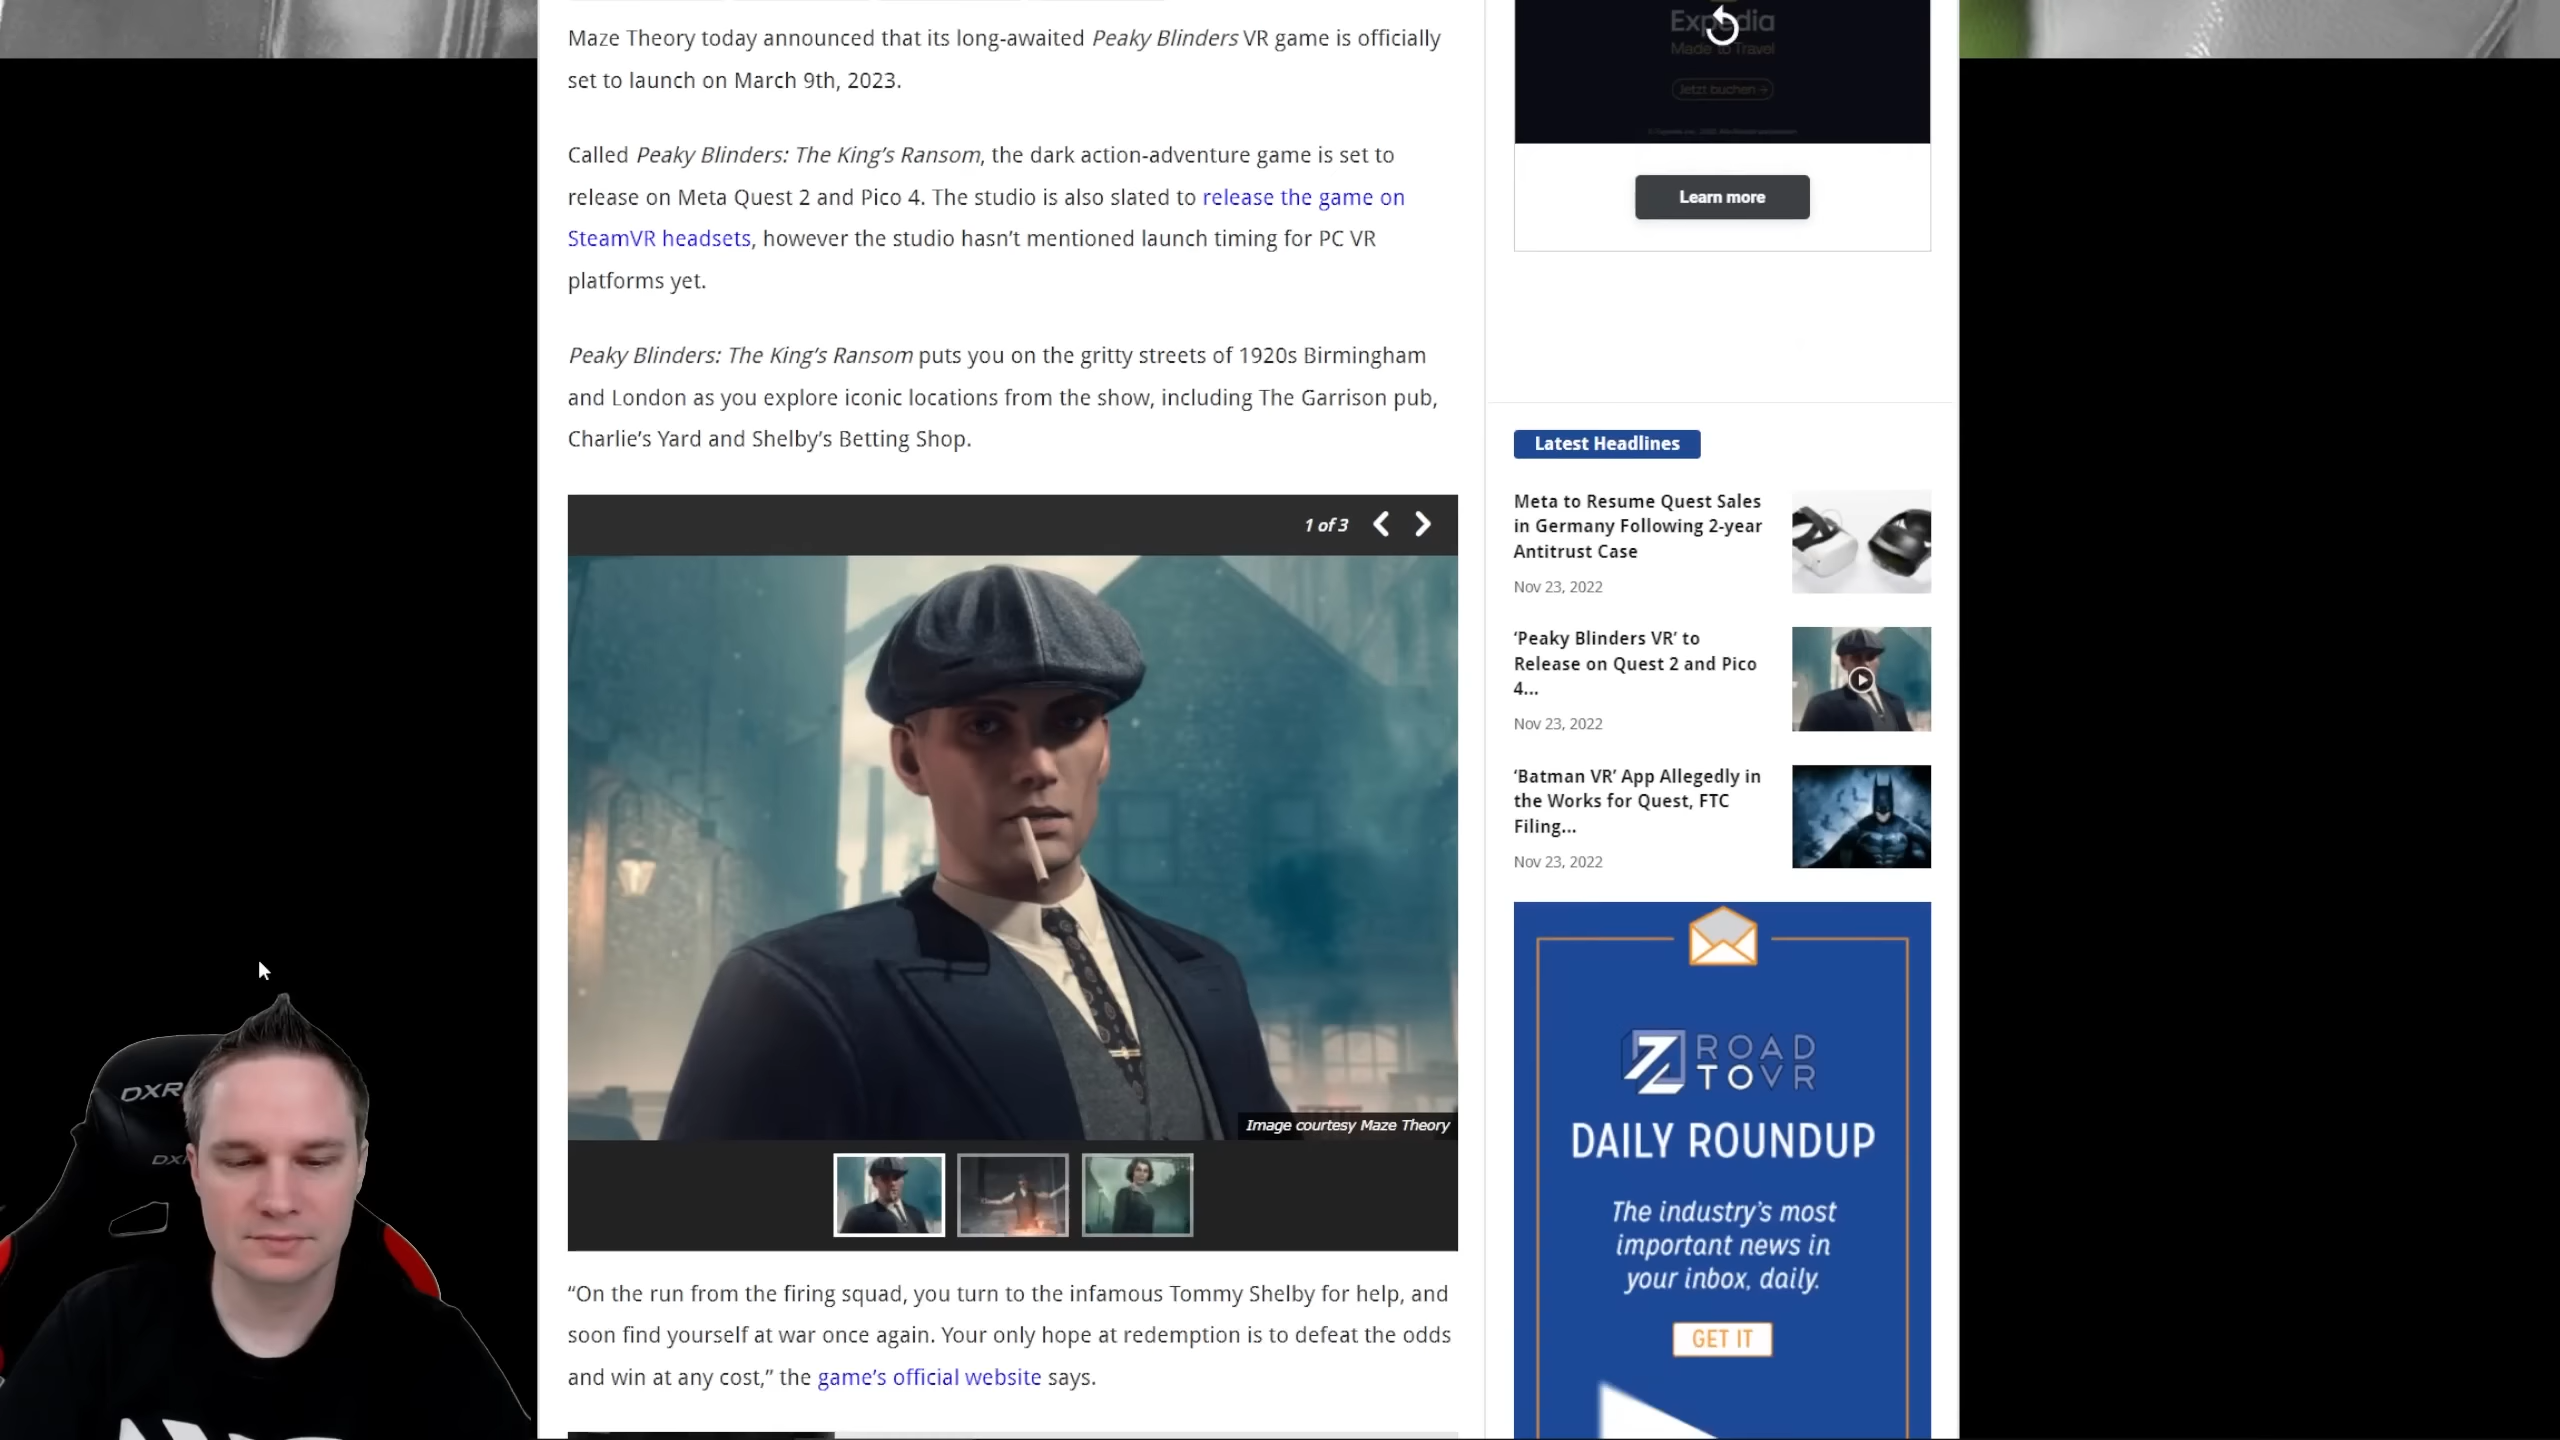 Maze Theory today announced that its long-awaited Peaky Blinders VR game is officially
set to launch on March 9th, 2023.
Called Peaky Blinders: The King’s Ransom, the dark action-adventure game is set to
release on Meta Quest 2 and Pico 4. The studio is also slated to release the game on
SteamVR headsets, however the studio hasn’t mentioned launch timing for PC VR
platforms yet.
Peaky Blinders: The King’s Ransom puts you on the gritty streets of 1920s Birmingham
and London as you explore iconic locations from the show, including The Garrison pub,
Charlie’s Yard and Shelby’s Betting Shop.
1 of 3
Image courtesy Maze Theory
“On the run from the firing squad, you turn to the infamous Tommy Shelby for help, and
soon find yourself at war once again. Your only hope at redemption is to defeat the odds
and win at any cost,” the game’s official website says.
Expedia
Made to Travel
Jetzt buchen →
Learn more
Latest Headlines
Meta to Resume Quest Sales
in Germany Following 2-year
Antitrust Case
Nov 23, 2022
‘Peaky Blinders VR’ to
Release on Quest 2 and Pico
4...
Nov 23, 2022
‘Batman VR’ App Allegedly in
the Works for Quest, FTC
Filing...
Nov 23, 2022
ROAD
TOVR
DAILY ROUNDUP
The industry’s most
important news in
your inbox, daily.
GET IT
DXR
DXR